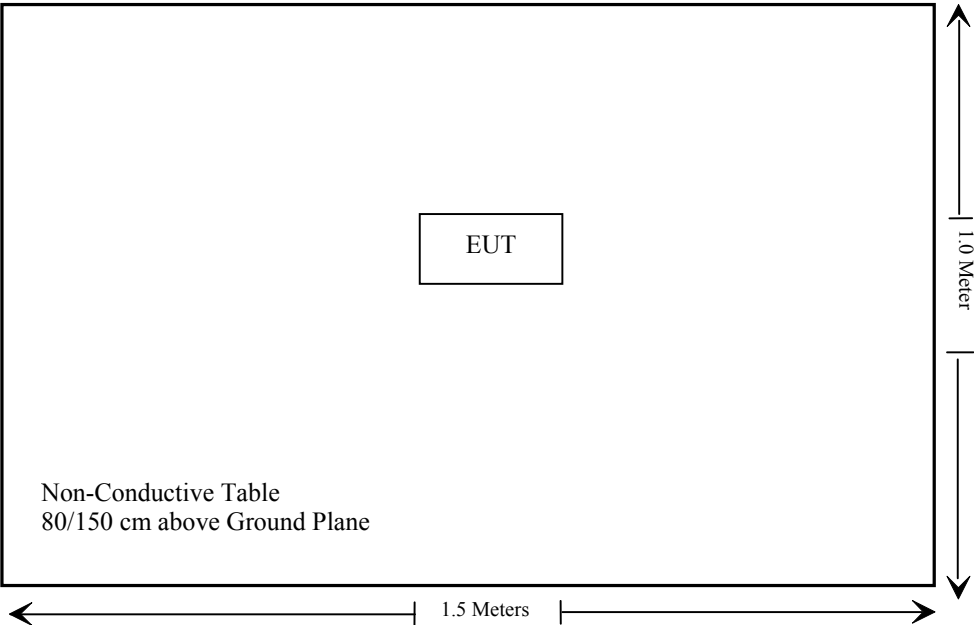 EUT
1.0 Meter
Non-Conductive Table
80/150 cm above Ground Plane
1.5 Meters